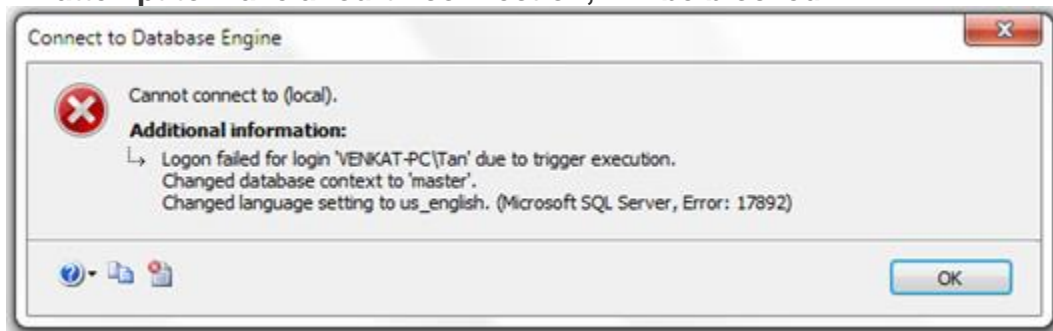 Connect to Database Engine
Cannot connect to (local).
Additional information:
Logon failed for login 'VENKAT-PC\Tan' due to trigger execution.
Changed database context to 'master'.
Changed language setting to us_english. (Microsoft SQL Server, Error: 17892)
OK